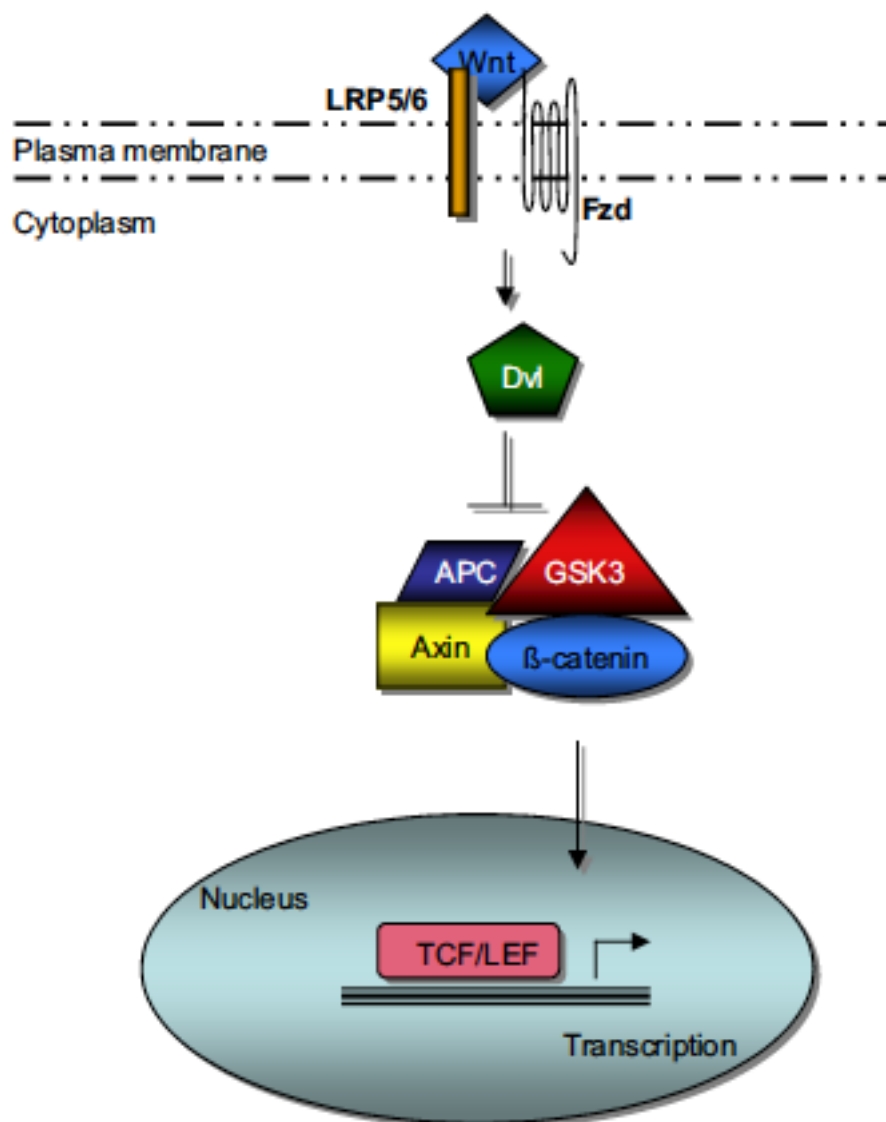 Wnt
LRP5/6
Plasma membrane
Fzd
Cytoplasm
Dvl
APC
GSK3
Axin
ß-catenin
Nucleus
TCF/LEF
Transcription